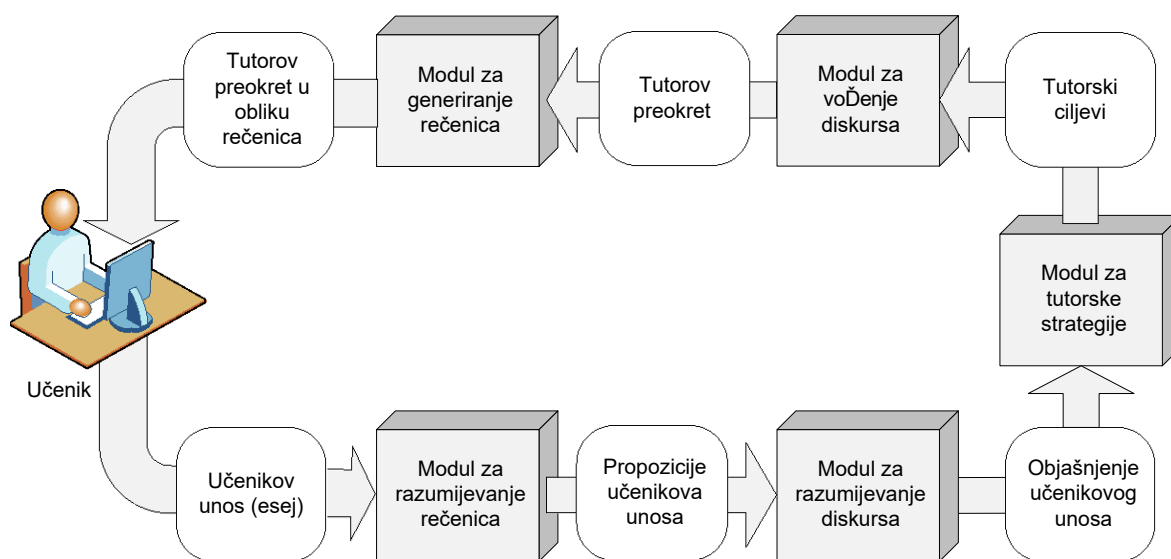 Tutorov
preokret u
obliku
rečenica
Modul za
generiranje
rečenica
Tutorov
preokret
Modul za
voĎenje
diskursa
Tutorski
ciljevi
Modul za
tutorske
strategije
Učenik
Učenikov
unos (esej)
Modul za
razumijevanje
rečenica
Propozicije
učenikova
unosa
Modul za
razumijevanje
diskursa
Objašnjenje
učenikovog
unosa